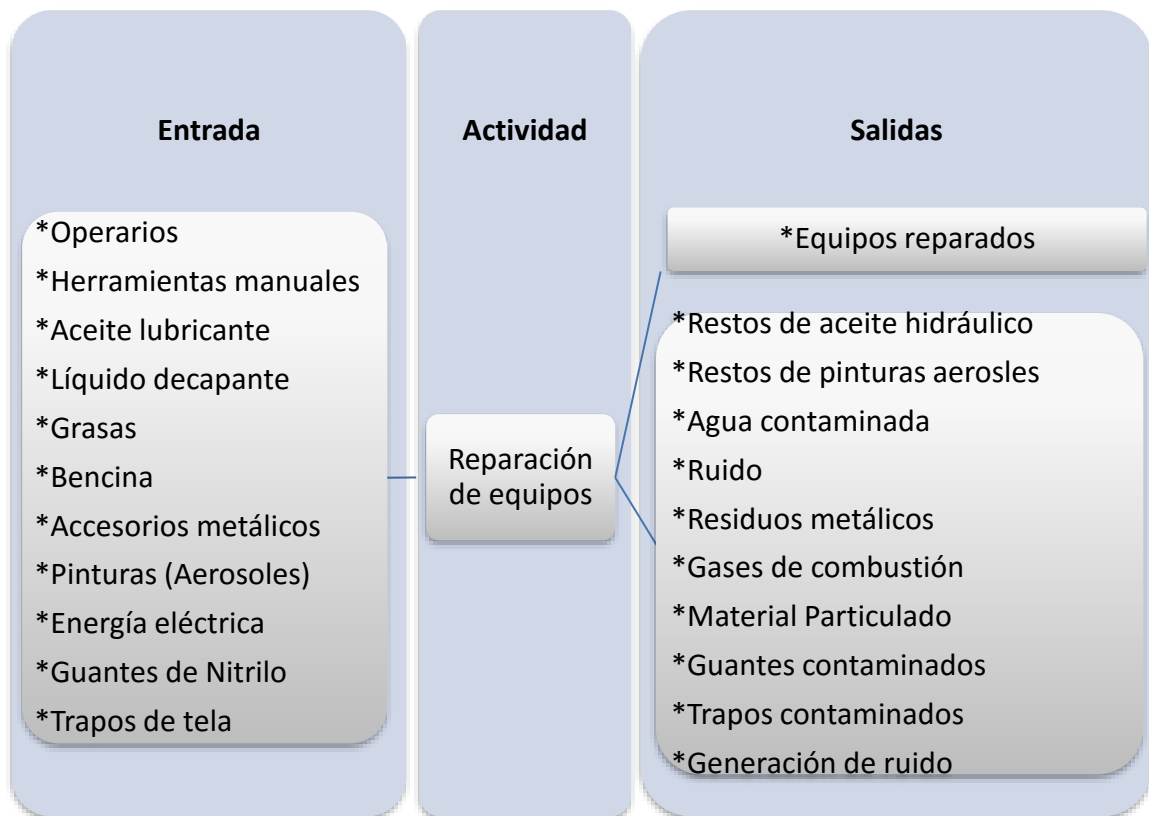 Entrada
*Operarios
*Herramientas manuales
*Aceite lubricante
*Líquido decapante
*Grasas
*Bencina
*Accesorios metálicos
*Pinturas (Aerosoles)
*Energía eléctrica
*Guantes de Nitrilo
*Trapos de tela
Actividad
Reparación
de equipos
Salidas
*Equipos reparados
*Restos de aceite hidráulico
*Restos de pinturas aerosles
*Agua contaminada
*Ruido
*Residuos metálicos
*Gases de combustión
*Material Particulado
*Guantes contaminados
*Trapos contaminados
*Generación de ruido